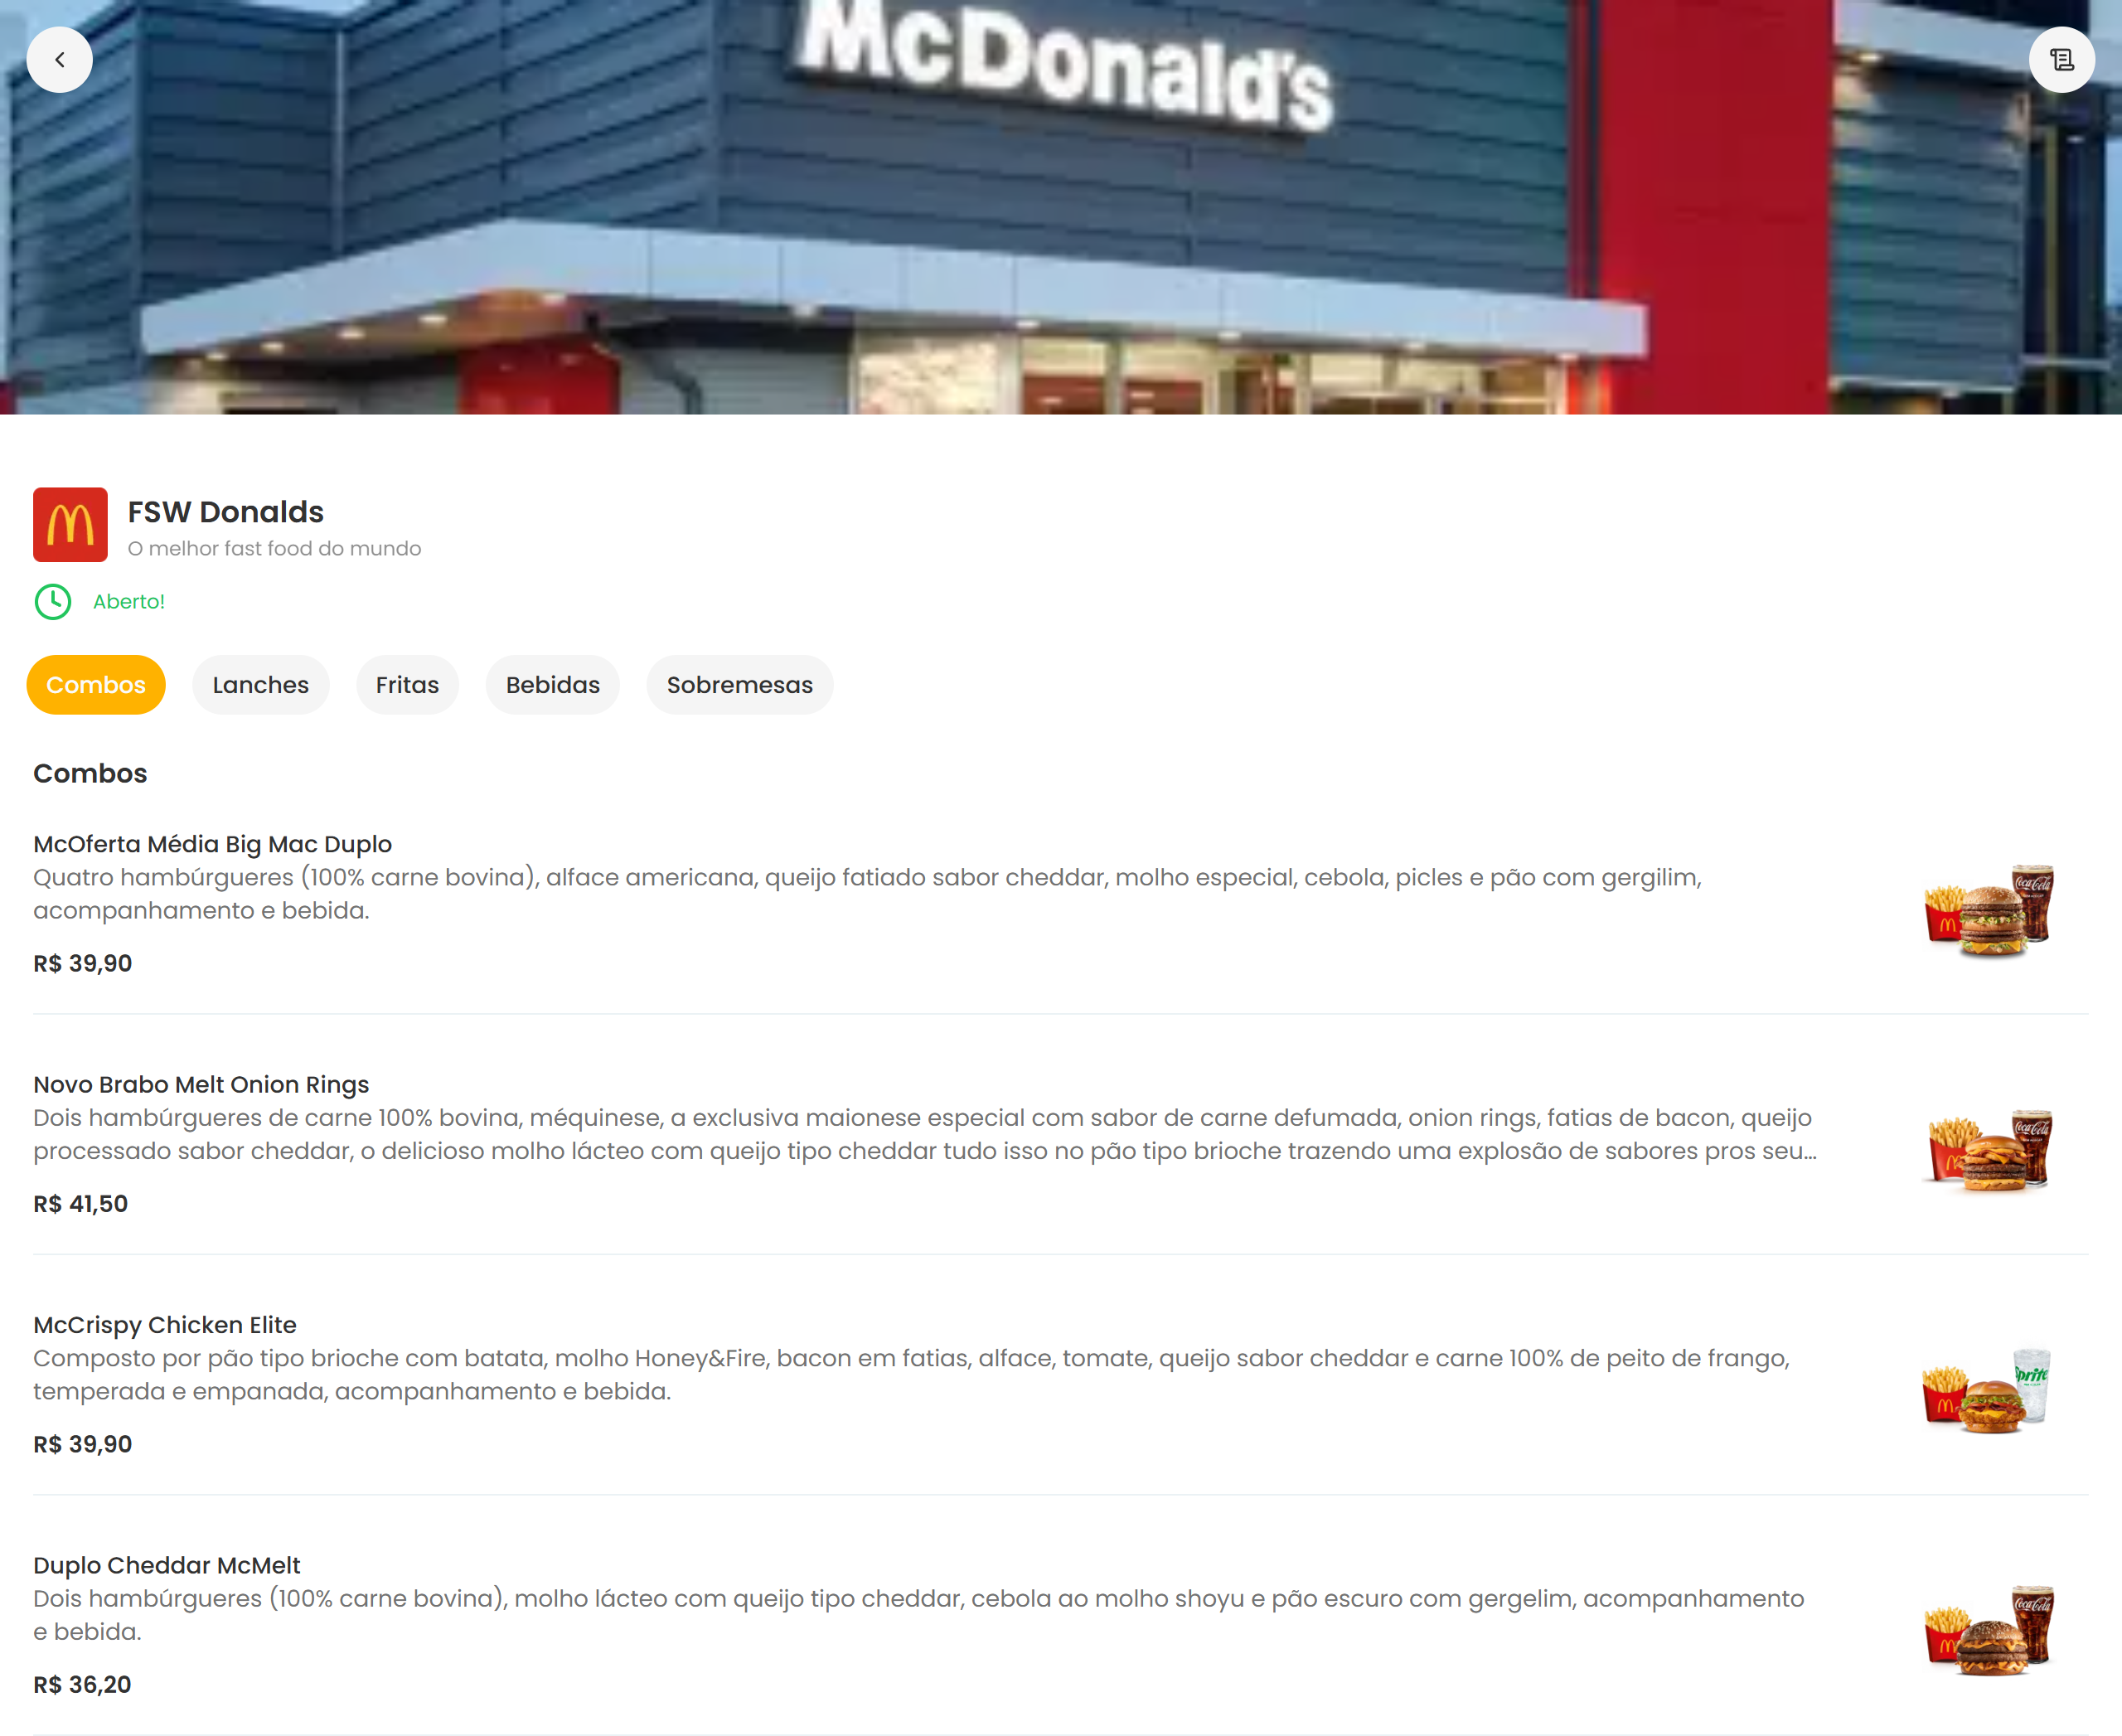 McDonald's
FSW Donalds
O melhor fast food do mundo
Aberto!
Combos
Lanches
Fritas
Bebidas
Sobremesas
Combos
McOferta Média Big Mac Duplo
Quatro hambúrgueres (100% carne bovina), alface americana, queijo fatiado sabor cheddar, molho especial, cebola, picles e pão com gergilim,
acompanhamento e bebida.
Coca-Cola
R$ 39,90
Novo Brabo Melt Onion Rings
Dois hambúrgueres de carne 100% bovina, méquinese, a exclusiva maionese especial com sabor de carne defumada, onion rings, fatias de bacon, queijo
processado sabor cheddar, o delicioso molho lácteo com queijo tipo cheddar tudo isso no pão tipo brioche trazendo uma explosão de sabores pros seu...
Coca-Cola
R$ 41,50
McCrispy Chicken Elite
Composto por pão tipo brioche com batata, molho Honey&Fire, bacon em fatias, alface, tomate, queijo sabor cheddar e carne 100% de peito de frango,
temperada e empanada, acompanhamento e bebida.
Sprite
R$ 39,90
Duplo Cheddar McMelt
Dois hambúrgueres (100% carne bovina), molho lácteo com queijo tipo cheddar, cebola ao molho shoyu e pão escuro com gergelim, acompanhamento
e bebida.
Coca-Cola
R$ 36,20